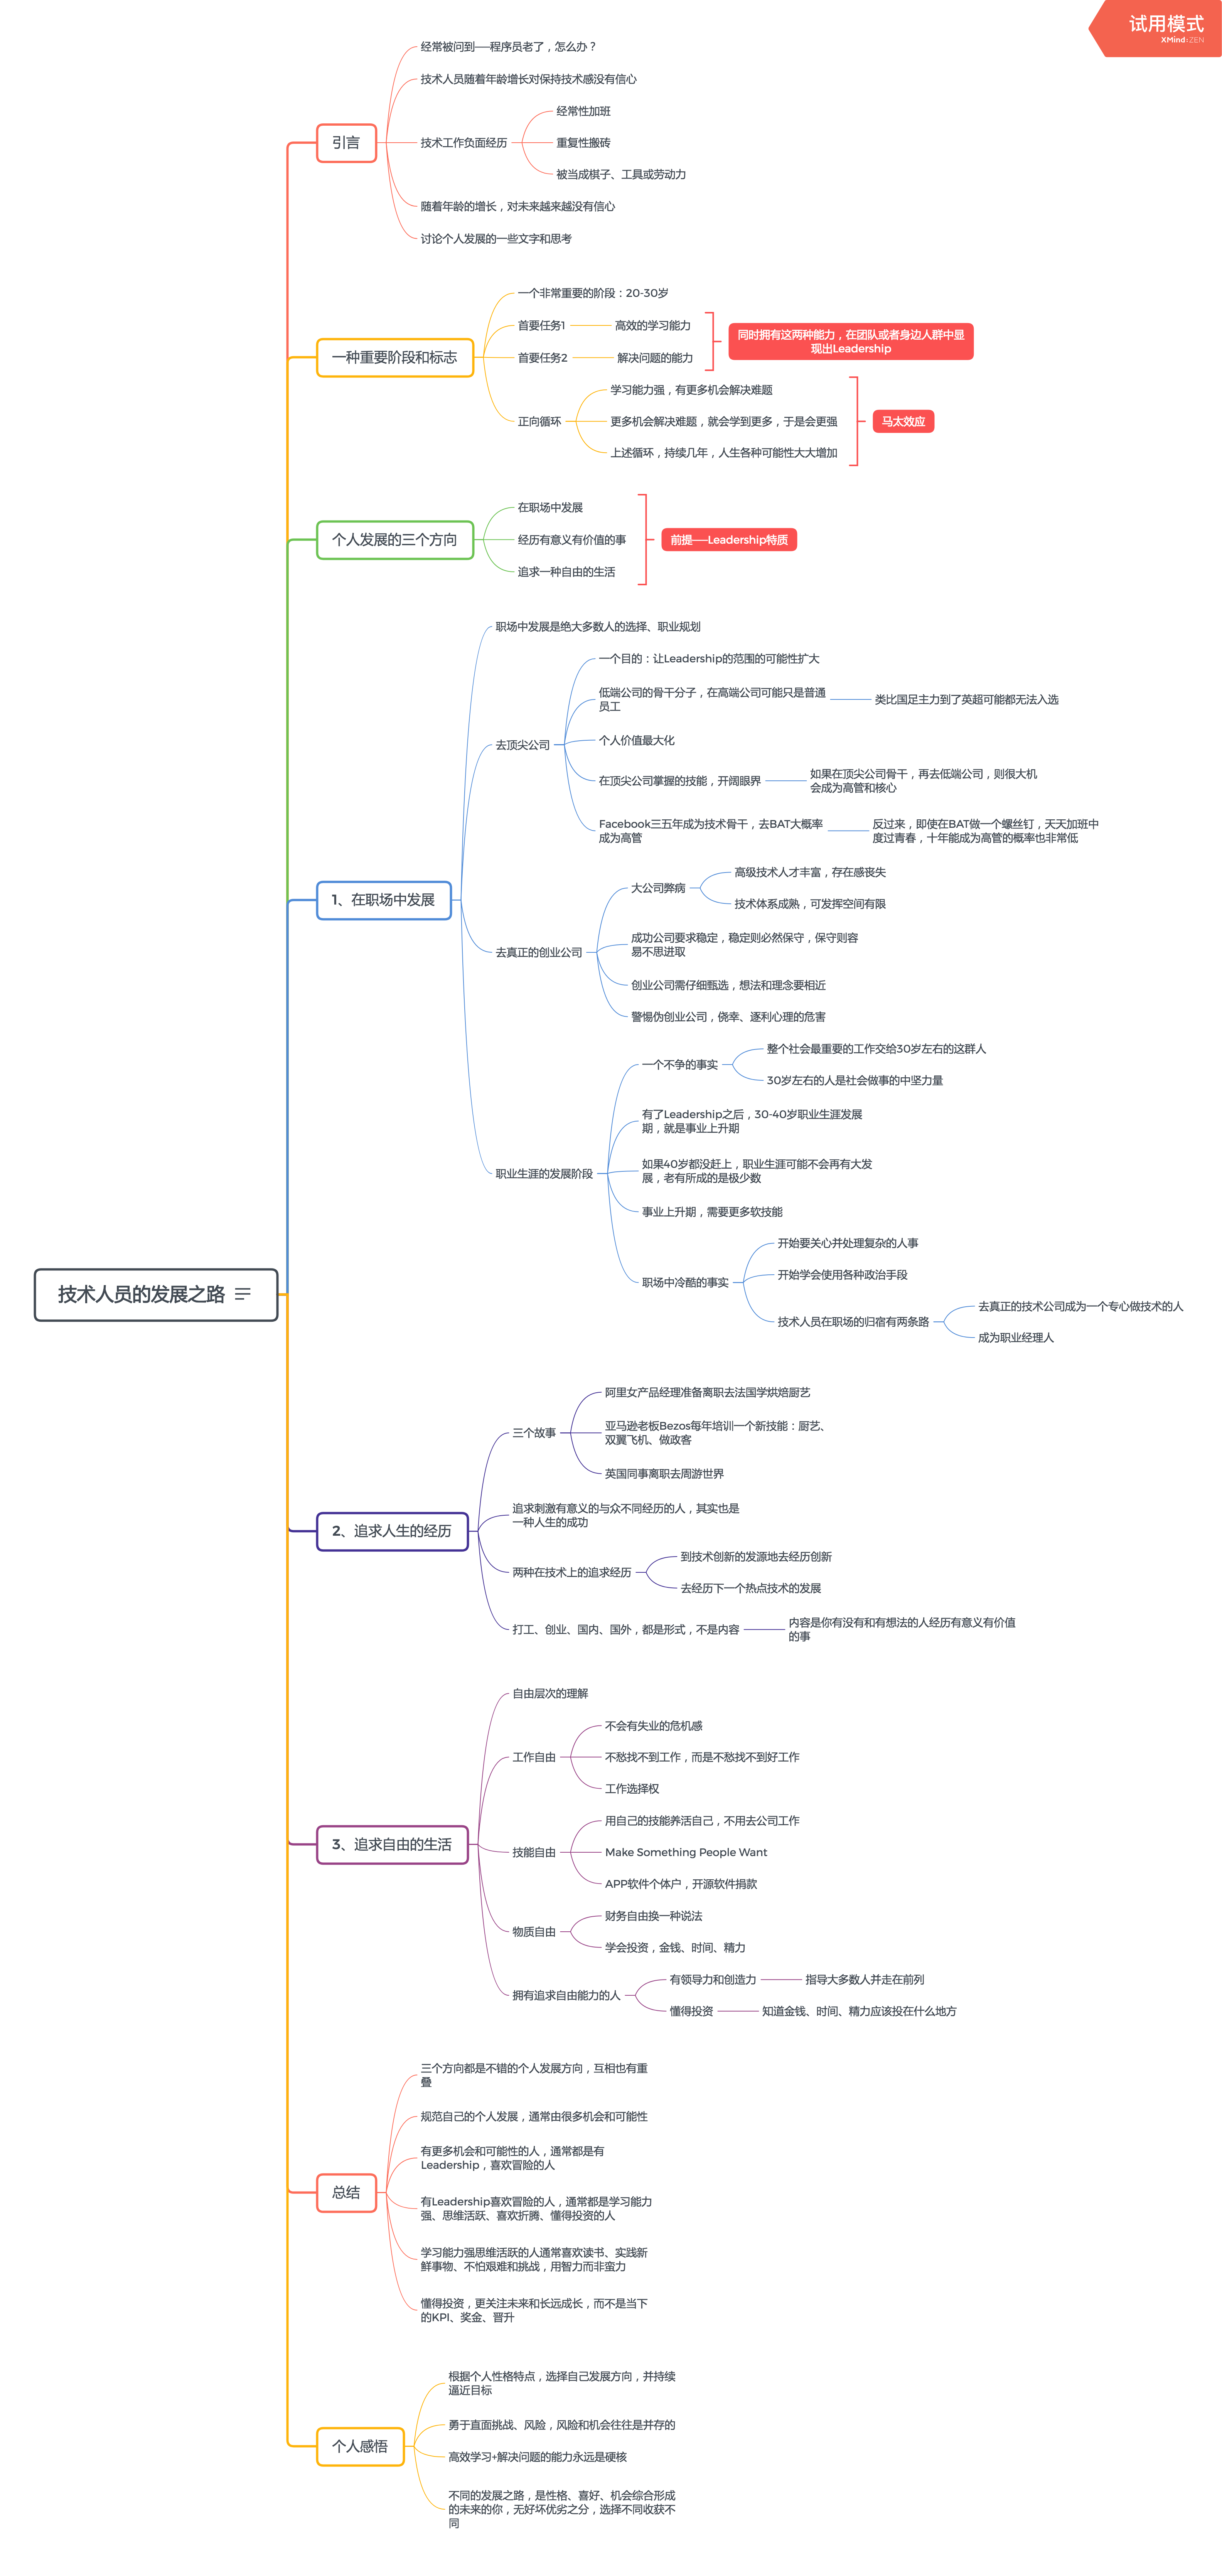 试用模式
XMind:ZEN
经常被问到——程序员老了，怎么办？
技术人员随着年龄增长对保持技术感没有信心
引言
技术工作负面经历
经常性加班
重复性搬砖
被当成棋子、工具或劳动力
随着年龄的增长，对未来越来越没有信心
讨论个人发展的一些文字和思考
一种重要阶段和标志
一个非常重要的阶段：20-30岁
首要任务1
高效的学习能力
首要任务2
解决问题的能力
同时拥有这两种能力，在团队或者身边人群中显
现出Leadership
正向循环
学习能力强，有更多机会解决难题
更多机会解决难题，就会学到更多，于是会更强
上述循环，持续几年，人生各种可能性大大增加
马太效应
个人发展的三个方向
在职场中发展
经历有意义有价值的事
追求一种自由的生活
前提——Leadership特质
1、在职场中发展
职场中发展是绝大多数人的选择、职业规划
去顶尖公司
一个目的：让Leadership的范围的可能性扩大
低端公司的骨干分子，在高端公司可能只是普通
员工
类比国足主力到了英超可能都无法入选
个人价值最大化
在顶尖公司掌握的技能，开阔眼界
如果在顶尖公司骨干，再去低端公司，则很大机
会成为高管和核心
Facebook三五年成为技术骨干，去BAT大概率
成为高管
反过来，即使在BAT做一个螺丝钉，天天加班中
度过青春，十年能成为高管的概率也非常低
去真正的创业公司
大公司弊病
高级技术人才丰富，存在感丧失
技术体系成熟，可发挥空间有限
成功公司要求稳定，稳定则必然保守，保守则容
易不思进取
创业公司需仔细甄选，想法和理念要相近
警惕伪创业公司，侥幸、逐利心理的危害
职业生涯的发展阶段
一个不争的事实
整个社会最重要的工作交给30岁左右的这群人
30岁左右的人是社会做事的中坚力量
有了Leadership之后，30-40岁职业生涯发展
期，就是事业上升期
如果40岁都没赶上，职业生涯可能不会再有大发
展，老有所成的是极少数
事业上升期，需要更多软技能
职场中冷酷的事实
开始要关心并处理复杂的人事
开始学会使用各种政治手段
技术人员在职场的归宿有两条路
去真正的技术公司成为一个专心做技术的人
成为职业经理人
技术人员的发展之路
2、追求人生的经历
三个故事
阿里女产品经理准备离职去法国学烘焙厨艺
亚马逊老板Bezos每年培训一个新技能：厨艺、
双翼飞机、做政客
英国同事离职去周游世界
追求刺激有意义的与众不同经历的人，其实也是
一种人生的成功
两种在技术上的追求经历
到技术创新的发源地去经历创新
去经历下一个热点技术的发展
打工、创业、国内、国外，都是形式，不是内容
内容是你有没有和有想法的人经历有意义有价值
的事
3、追求自由的生活
自由层次的理解
工作自由
不会有失业的危机感
不愁找不到工作，而是不愁找不到好工作
工作选择权
技能自由
用自己的技能养活自己，不用去公司工作
Make Something People Want
APP软件个体户，开源软件捐款
物质自由
财务自由换一种说法
学会投资，金钱、时间、精力
拥有追求自由能力的人
有领导力和创造力
指导大多数人并走在前列
懂得投资
知道金钱、时间、精力应该投在什么地方
总结
三个方向都是不错的个人发展方向，互相也有重
叠
规范自己的个人发展，通常由很多机会和可能性
有更多机会和可能性的人，通常都是有
Leadership，喜欢冒险的人
有Leadership喜欢冒险的人，通常都是学习能力
强、思维活跃、喜欢折腾、懂得投资的人
学习能力强思维活跃的人通常喜欢读书、实践新
鲜事物、不怕艰难和挑战，用智力而非蛮力
懂得投资，更关注未来和长远成长，而不是当下
的KPI、奖金、晋升
个人感悟
根据个人性格特点，选择自己发展方向，并持续
逼近目标
勇于直面挑战、风险，风险和机会往往是并存的
高效学习+解决问题的能力永远是硬核
不同的发展之路，是性格、喜好、机会综合形成
的未来的你，无好坏优劣之分，选择不同收获不
同